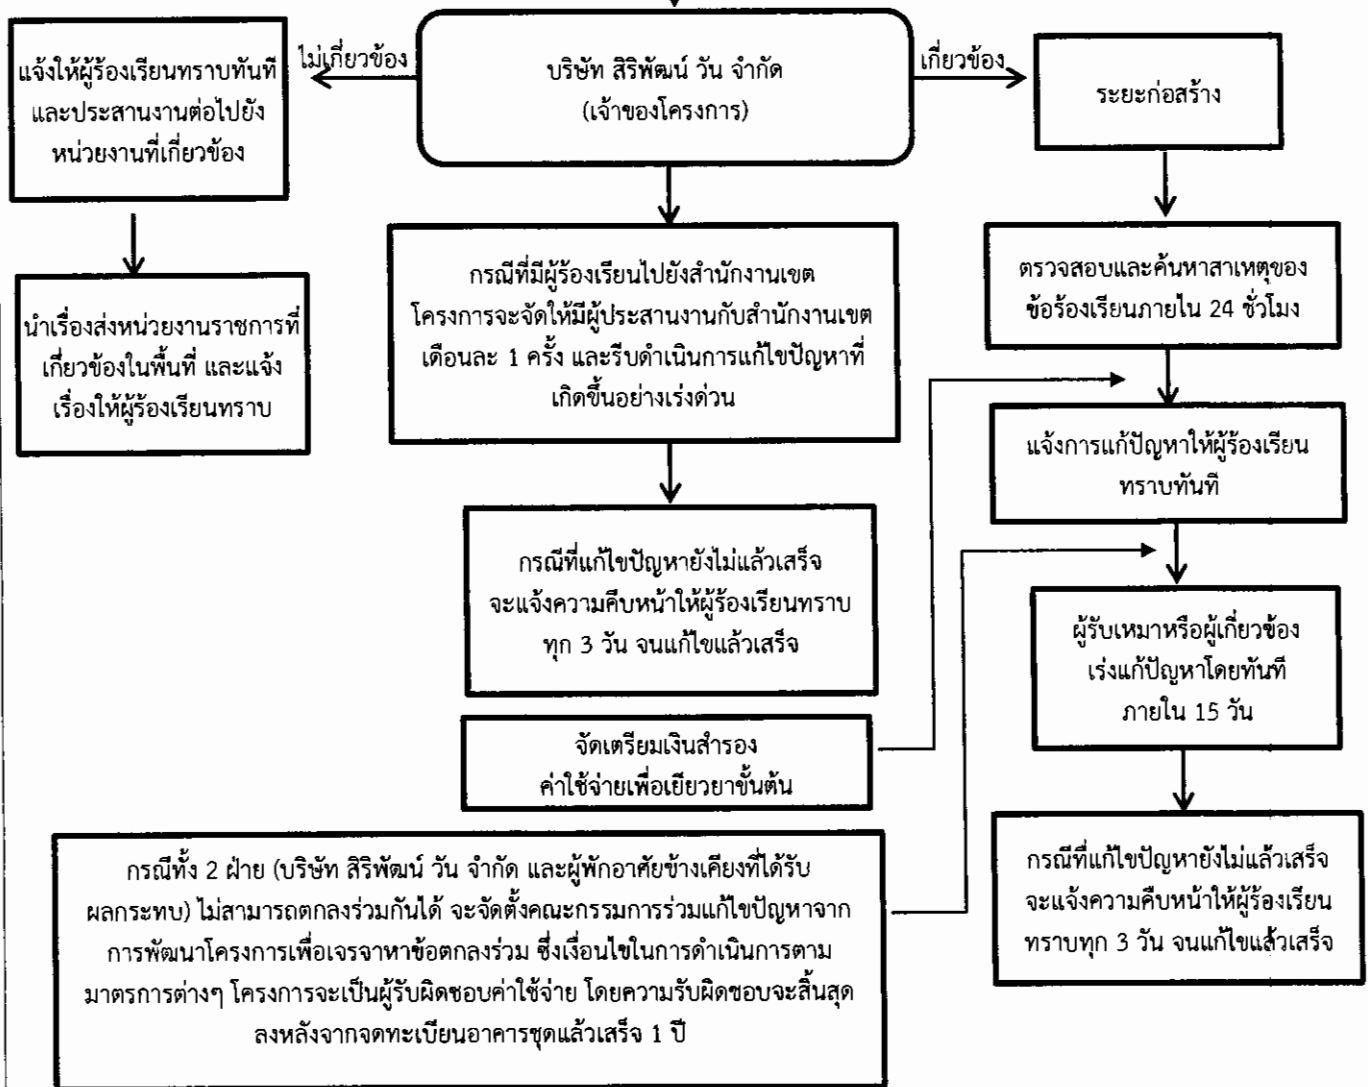 แจ้งให้ผู้ร้องเรียนทราบทันที
และประสานงานต่อไปยัง
หน่วยงานที่เกี่ยวข้อง
ไม่เกี่ยวข้อง
บริษัท สิริพัฒน์ วัน จำกัด
(เจ้าของโครงการ)
เกี่ยวข้อง
ระยะก่อสร้าง
นำเรื่องส่งหน่วยงานราชการที่
เกี่ยวข้องในพื้นที่ และแจ้ง
เรื่องให้ผู้ร้องเรียนทราบ
กรณีที่มีผู้ร้องเรียนไปยังสำนักงานเขต
โครงการจะจัดให้มีผู้ประสานงานกับสำนักงานเขต
เดือนละ 1 ครั้ง และรีบดำเนินการแก้ไขปัญหาที่
เกิดขึ้นอย่างเร่งด่วน
ตรวจสอบและค้นหาสาเหตุของ
ข้อร้องเรียนภายใน 24 ชั่วโมง
แจ้งการแก้ปัญหาให้ผู้ร้องเรียน
ทราบทันที
กรณีที่แก้ไขปัญหายังไม่แล้วเสร็จ
จะแจ้งความคืบหน้าให้ผู้ร้องเรียนทราบ
ทุก 3 วัน จนแก้ไขแล้วเสร็จ
ผู้รับเหมาหรือผู้เกี่ยวข้อง
เร่งแก้ปัญหาโดยทันที
ภายใน 15 วัน
จัดเตรียมเงินสำรอง
ค่าใช้จ่ายเพื่อเยียวยาขั้นต้น
กรณีทั้ง 2 ฝ่าย (บริษัท สิริพัฒน์ วัน จำกัด และผู้พักอาศัยข้างเคียงที่ได้รับ
ผลกระทบ) ไม่สามารถตกลงร่วมกันได้ จะจัดตั้งคณะกรรมการร่วมแก้ไขปัญหาจาก
การพัฒนาโครงการเพื่อเจรจาหาข้อตกลงร่วม ซึ่งเงื่อนไขในการดำเนินการตาม
มาตรการต่างๆ โครงการจะเป็นผู้รับผิดชอบค่าใช้จ่าย โดยความรับผิดชอบจะสิ้นสุด
ลงหลังจากจดทะเบียนอาคารชุดแล้วเสร็จ 1 ปี
กรณีที่แก้ไขปัญหายังไม่แล้วเสร็จ
จะแจ้งความคืบหน้าให้ผู้ร้องเรียน
ทราบทุก 3 วัน จนแก้ไขแล้วเสร็จ